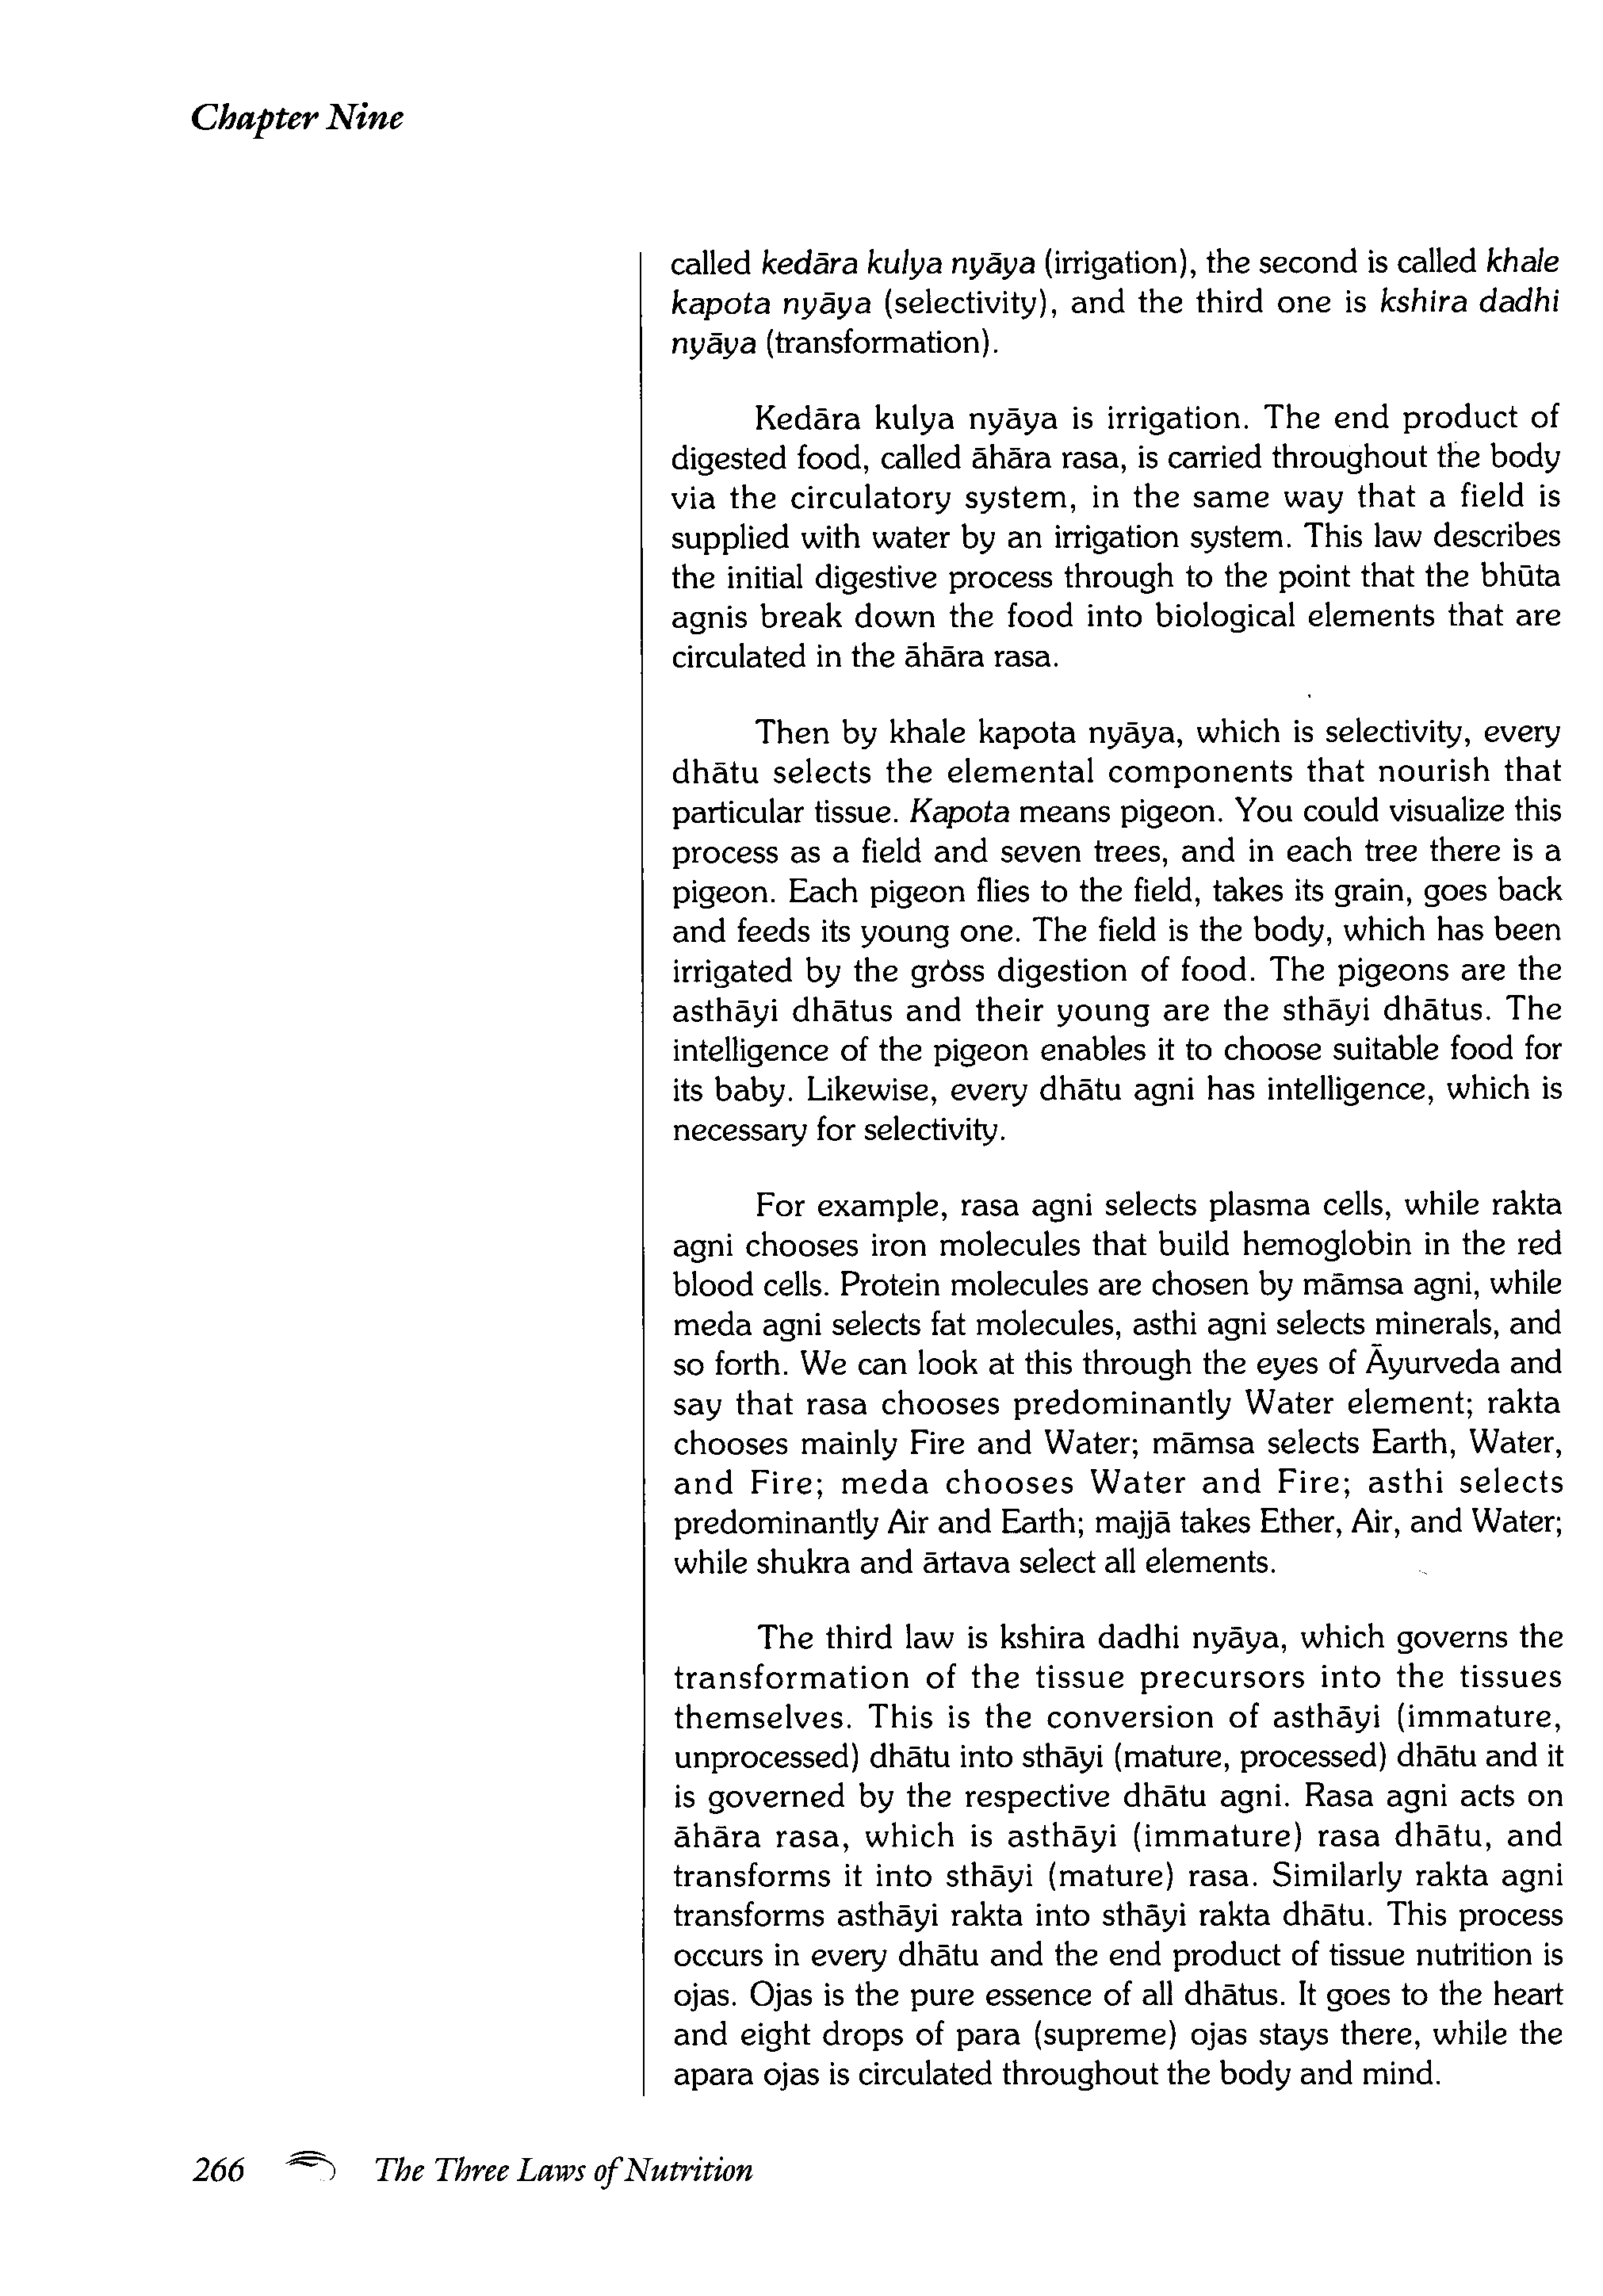 Chapter Nine
called kedāra kulya nyāya (irrigation), the second is called khale
kapota nyāya (selectivity), and the third one is kshira dadhi
nyāya (transformation).
Kedāra kulya nyāya is irrigation. The end product of
digested food, called āhāra rasa, is carried throughout the body
via the circulatory system, in the same way that a field is
supplied with water by an irrigation system. This law describes
the initial digestive process through to the point that the bhūta
agnis break down the food into biological elements that are
circulated in the āhāra rasa.
Then by khale kapota nyāya, which is selectivity, every
dhātu selects the elemental components that nourish that
particular tissue. Kapota means pigeon. You could visualize this
process as a field and seven trees, and in each tree there is a
pigeon. Each pigeon flies to the field, takes its grain, goes back
and feeds its young one. The field is the body, which has been
irrigated by the gross digestion of food. The pigeons are the
asthāyi dhātus and their young are the sthāyi dhātus. The
intelligence of the pigeon enables it to choose suitable food for
its baby. Likewise, every dhātu agni has intelligence, which is
necessary for selectivity.
For example, rasa agni selects plasma cells, while rakta
agni chooses iron molecules that build hemoglobin in the red
blood cells. Protein molecules are chosen by māmsa agni, while
meda agni selects fat molecules, asthi agni selects minerals, and
so forth. We can look at this through the eyes of Āyurveda and
say that rasa chooses predominantly Water element; rakta
chooses mainly Fire and Water; māmsa selects Earth, Water,
and Fire; meda chooses Water and Fire; asthi selects
predominantly Air and Earth; majjā takes Ether, Air, and Water;
while shukra and ārtava select all elements.
The third law is kshira dadhi nyāya, which governs the
transformation of the tissue precursors into the tissues
themselves. This is the conversion of asthāyi (immature,
unprocessed) dhātu into sthāyi (mature, processed) dhātu and it
is governed by the respective dhātu agni. Rasa agni acts on
āhāra rasa, which is asthāyi (immature) rasa dhātu, and
transforms it into sthāyi (mature) rasa. Similarly rakta agni
transforms asthāyi rakta into sthāyi rakta dhātu. This process
occurs in every dhātu and the end product of tissue nutrition is
ojas. Ojas is the pure essence of all dhātus. It goes to the heart
and eight drops of para (supreme) ojas stays there, while the
apara ojas is circulated throughout the body and mind.
266 The Three Laws of Nutrition